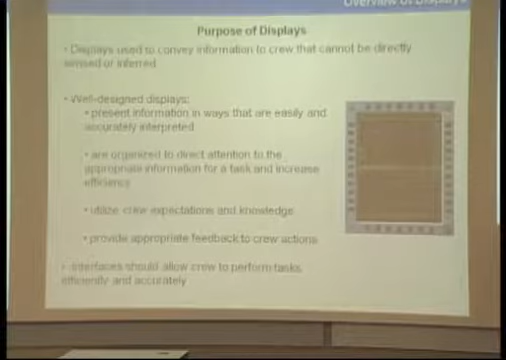 Overview of Displays
Purpose of Displays
• Displays used to convey information to crew that cannot be directly
sensed or inferred
• Well-designed displays:
• present information in ways that are easily and
accurately interpreted
• are organized to direct attention to the
appropriate information for a task and increase
efficiency
• utilize crew expectations and knowledge
• provide appropriate feedback to crew actions
• Interfaces should allow crew to perform tasks
efficiently and accurately